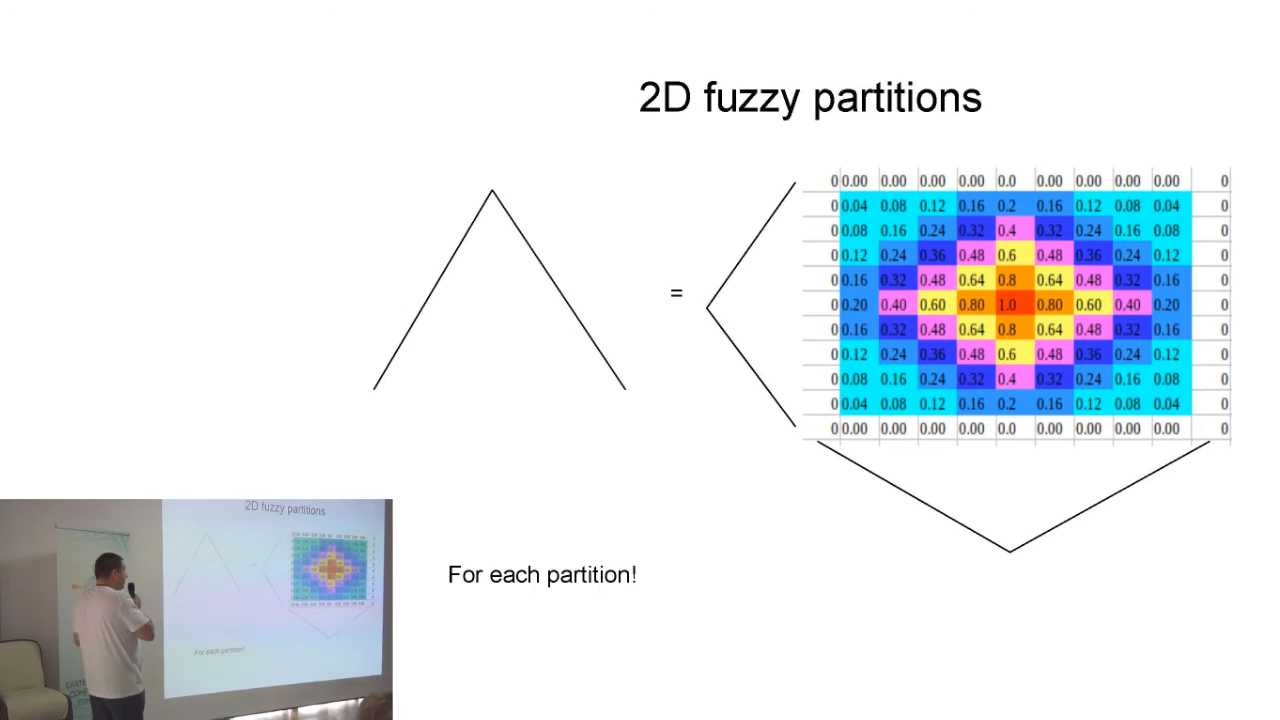 2D fuzzy partitions
0 0.00 0.00 0.00 0.00 0.0 0.00 0.00 0.00 0.00 0
0 0.04 0.08 0.12 0.16 0.2 0.16 0.12 0.08 0.04 0
0 0.08 0.16 0.24 0.32 0.4 0.32 0.24 0.16 0.08 0
0 0.12 0.24 0.36 0.48 0.6 0.48 0.36 0.24 0.12 0
0 0.16 0.32 0.48 0.64 0.8 0.64 0.48 0.32 0.16 0
=
0 0.20 0.40 0.60 0.80 1.0 0.80 0.60 0.40 0.20 0
0 0.16 0.32 0.48 0.64 0.8 0.64 0.48 0.32 0.16 0
0 0.12 0.24 0.36 0.48 0.6 0.48 0.36 0.24 0.12 0
0 0.08 0.16 0.24 0.32 0.4 0.32 0.24 0.16 0.08 0
0 0.04 0.08 0.12 0.16 0.2 0.16 0.12 0.08 0.04 0
0 0.00 0.00 0.00 0.00 0.0 0.00 0.00 0.00 0.00 0
For each partition!
2D fuzzy partitions
For each partition!